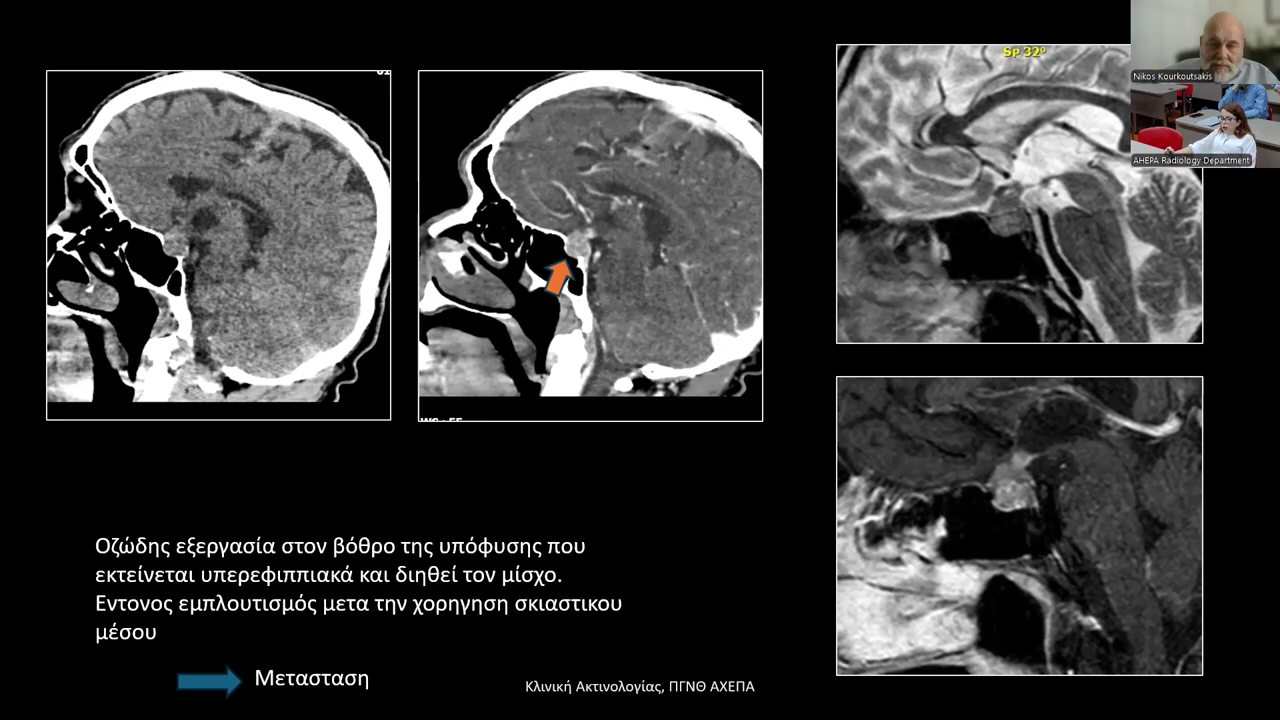 Sp 32°
Nikos Kourkoutsakis
AHEPA Radiology Department
Οζώδης εξεργασία στον βόθρο της υπόφυσης που
εκτείνεται υπερεφιππιακά και διηθεί τον μίσχο.
Εντονος εμπλουτισμός μετα την χορηγηση σκιαστικου
μέσου
Μετασταση
Κλινική Ακτινολογίας, ΠΓΝΘ ΑΧΕΠΑ